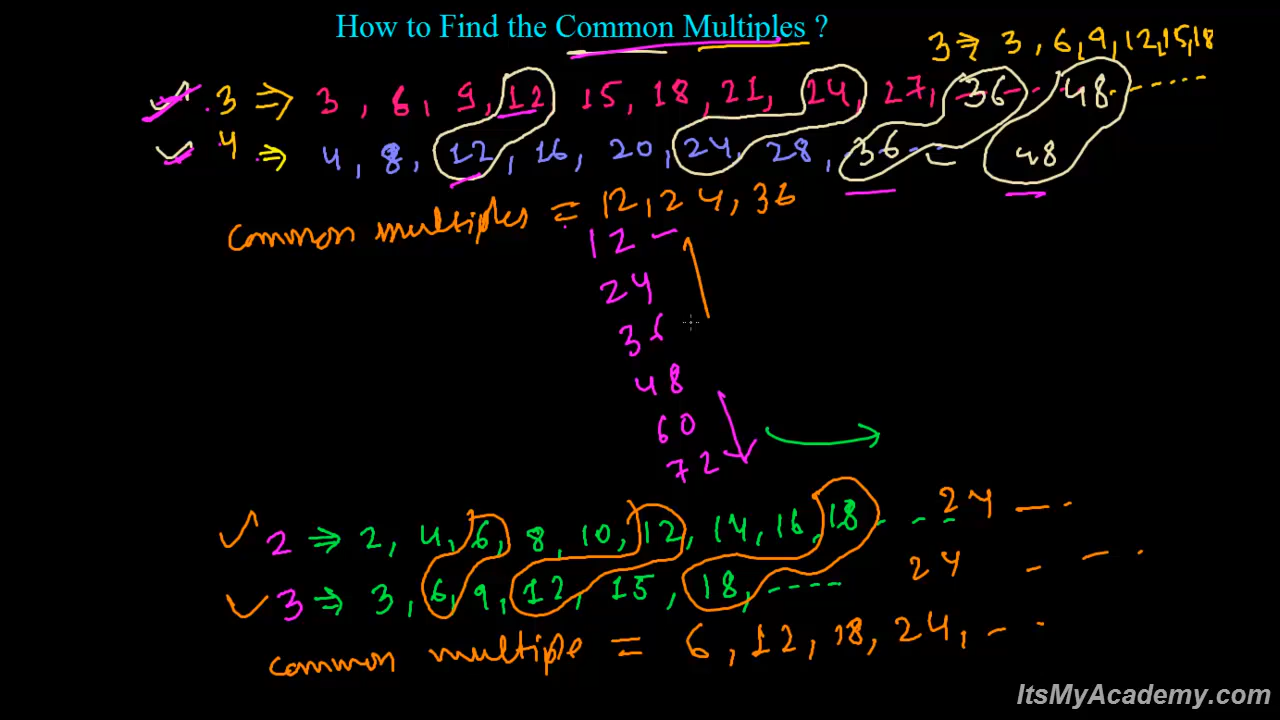 How to Find the Common Multiples ?
3 ⇒ 3, 6, 9, 12, 15, 18
3 ⇒ 3, 6, 9, 12 15, 18, 21, 24, 27, - - 36 - - 48 - - - - - -
4 ⇒ 4, 8, 12, 16, 20, 24, 28, 36 - - 48
Common multiples = 12, 24, 36
12 -
24
36
48
60
72
2 ⇒ 2, 4, 6, 8, 10, 12, 14, 16, 18 - - - 24 - - -
3 ⇒ 3, 6, 9, 12, 15, 18, - - - - 24 - - -
common multiple = 6, 12, 18, 24, - -
ItsMyAcademy.com